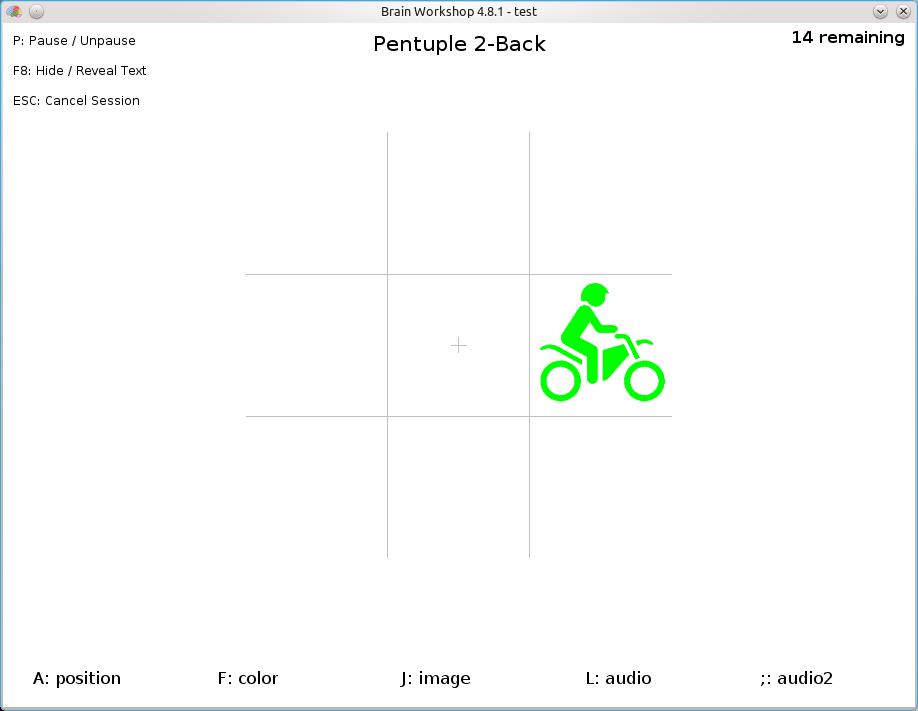 Brain Workshop 4.8.1 - test
P: Pause / Unpause
Pentuple 2-Back
14 remaining
F8: Hide / Reveal Text
ESC: Cancel Session
A: position
F: color
J: image
L: audio
;: audio2